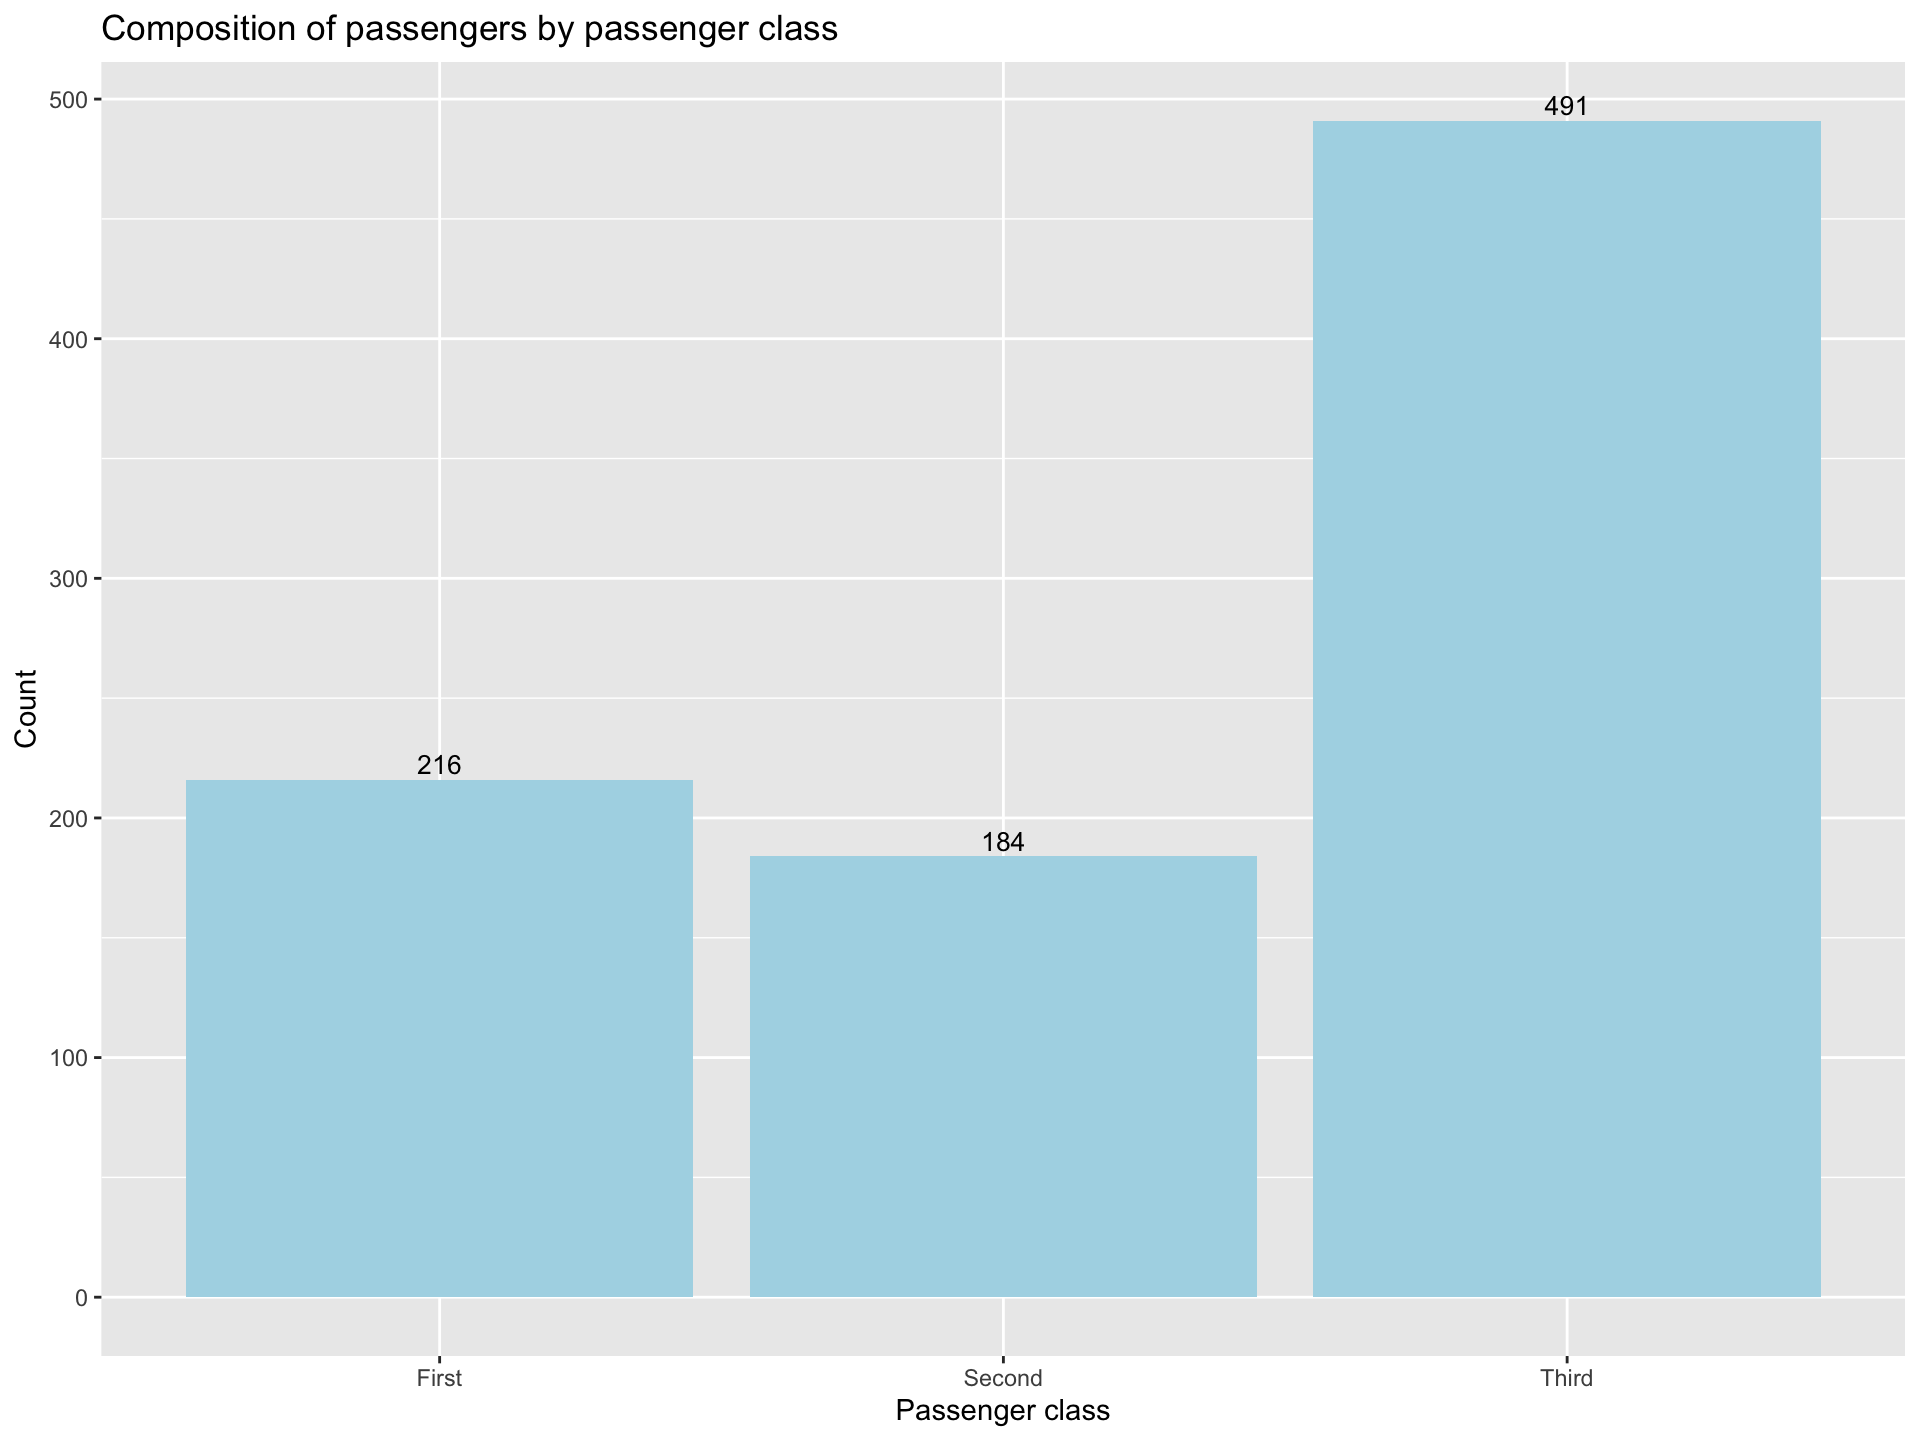 Composition of passengers by passenger class
500
400
300
200
100
0
Count
491
216
184
First
Second
Third
Passenger class